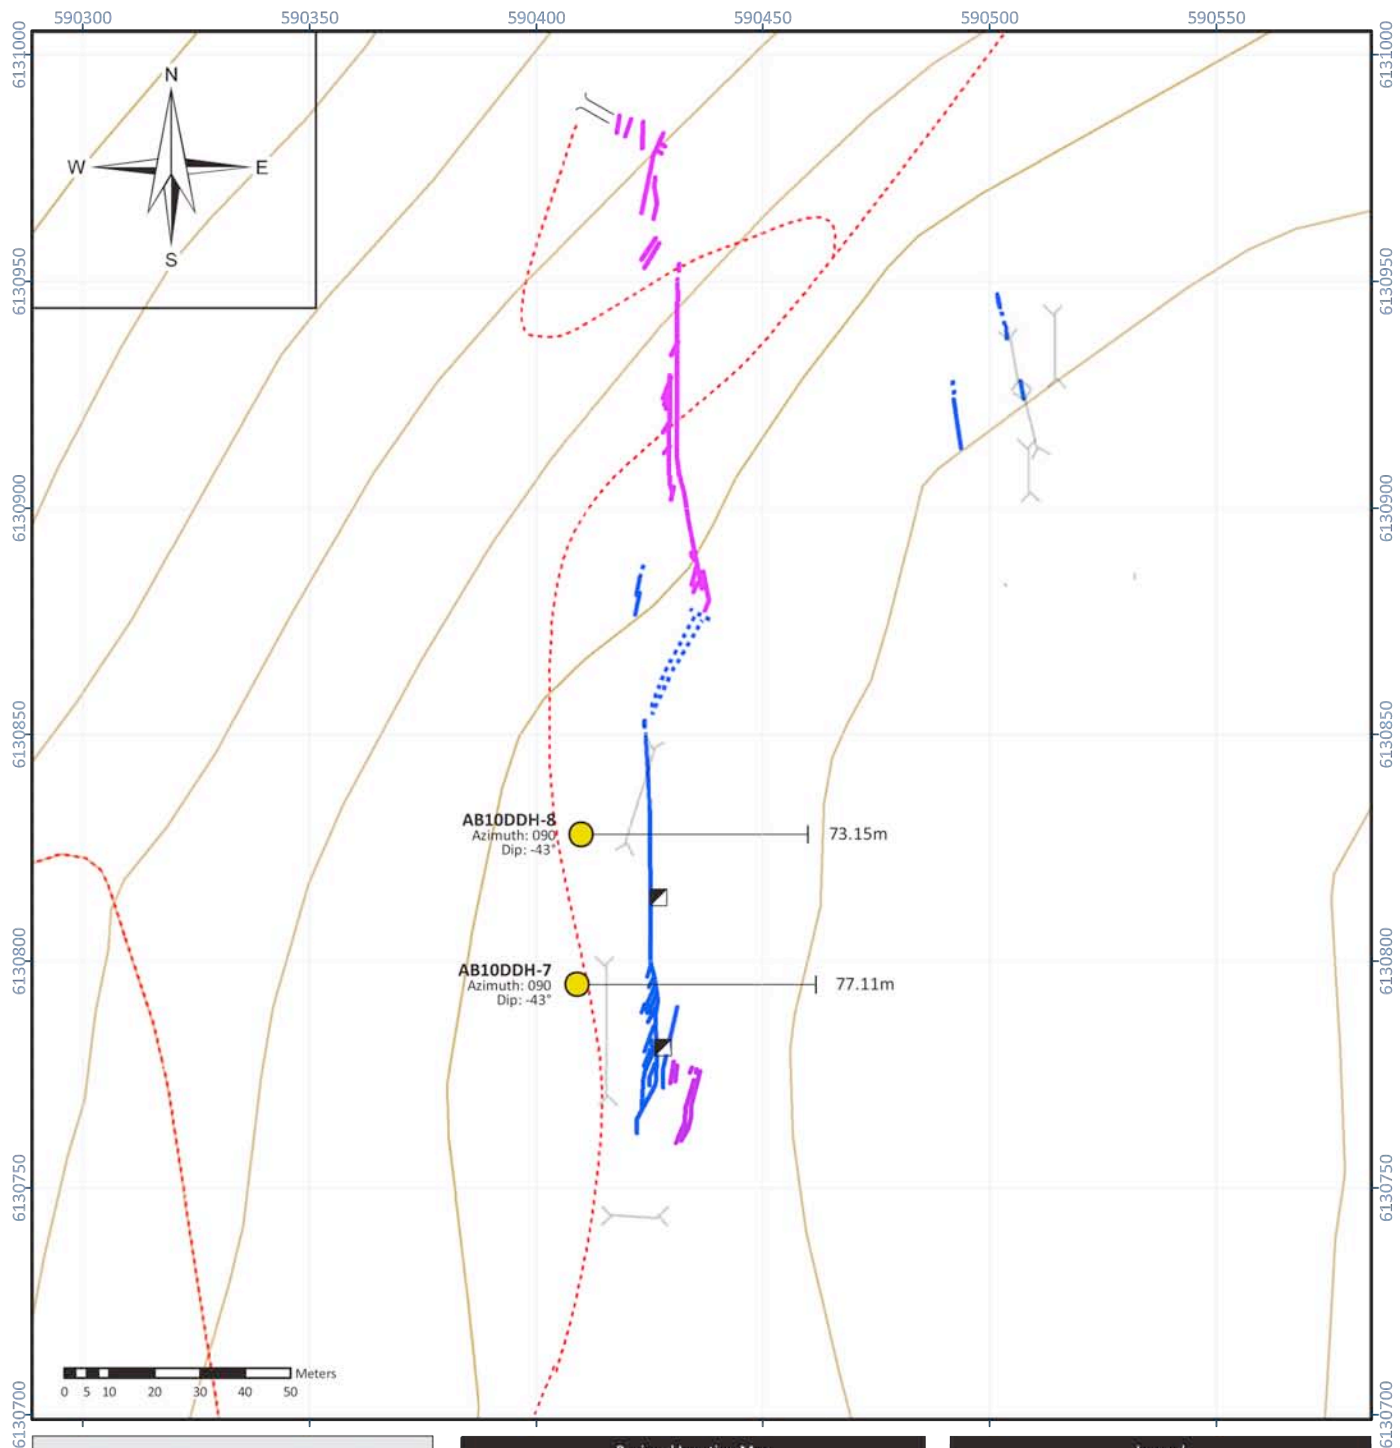 590300 590350 590400 590450 590500 590550
6131000 6131000
N
W E
S
6130950 6130950
6130900 6130900
6130850 6130850
AB10DDH-8
Azimuth: 090
Dip: -43°
73.15m
6130800 6130800
AB10DDH-7
Azimuth: 090
Dip: -43°
77.11m
6130750 6130750
Meters
0 5 10 20 30 40 50
6130700 6130700